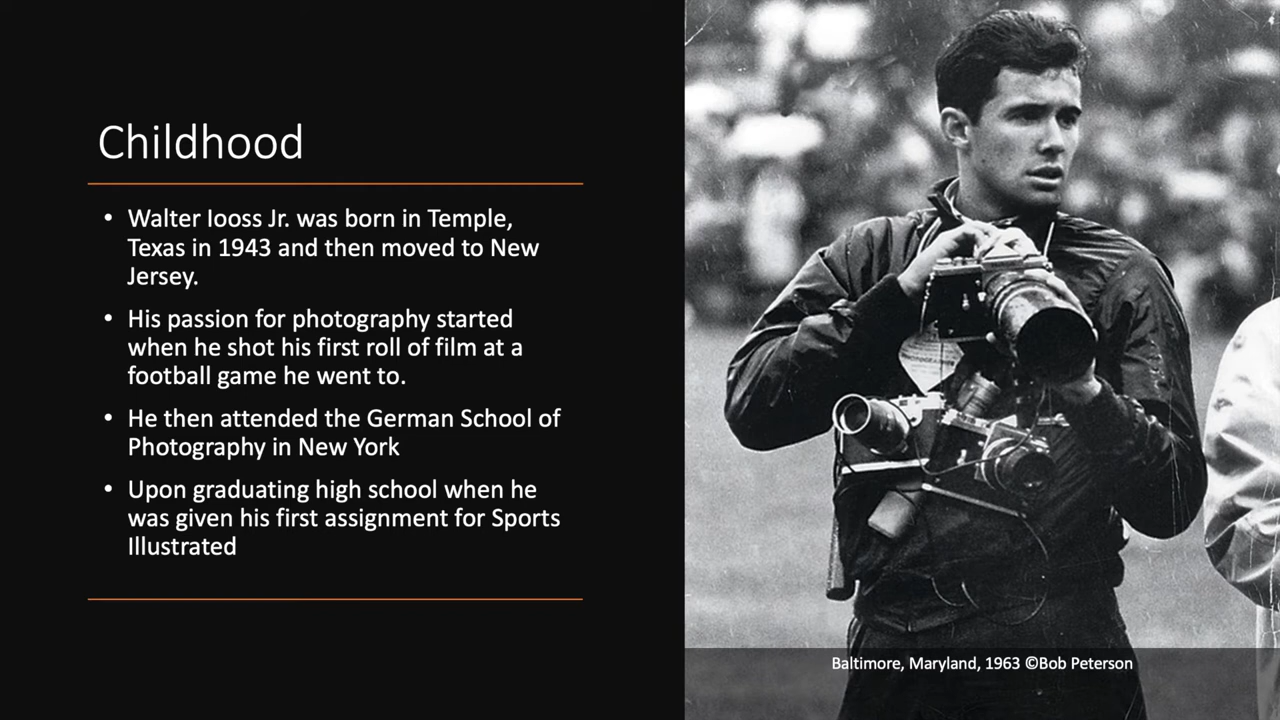 Childhood
• Walter Iooss Jr. was born in Temple,
Texas in 1943 and then moved to New
Jersey.
• His passion for photography started
when he shot his first roll of film at a
football game he went to.
• He then attended the German School of
Photography in New York
• Upon graduating high school when he
was given his first assignment for Sports
Illustrated
Baltimore, Maryland, 1963 ©Bob Peterson